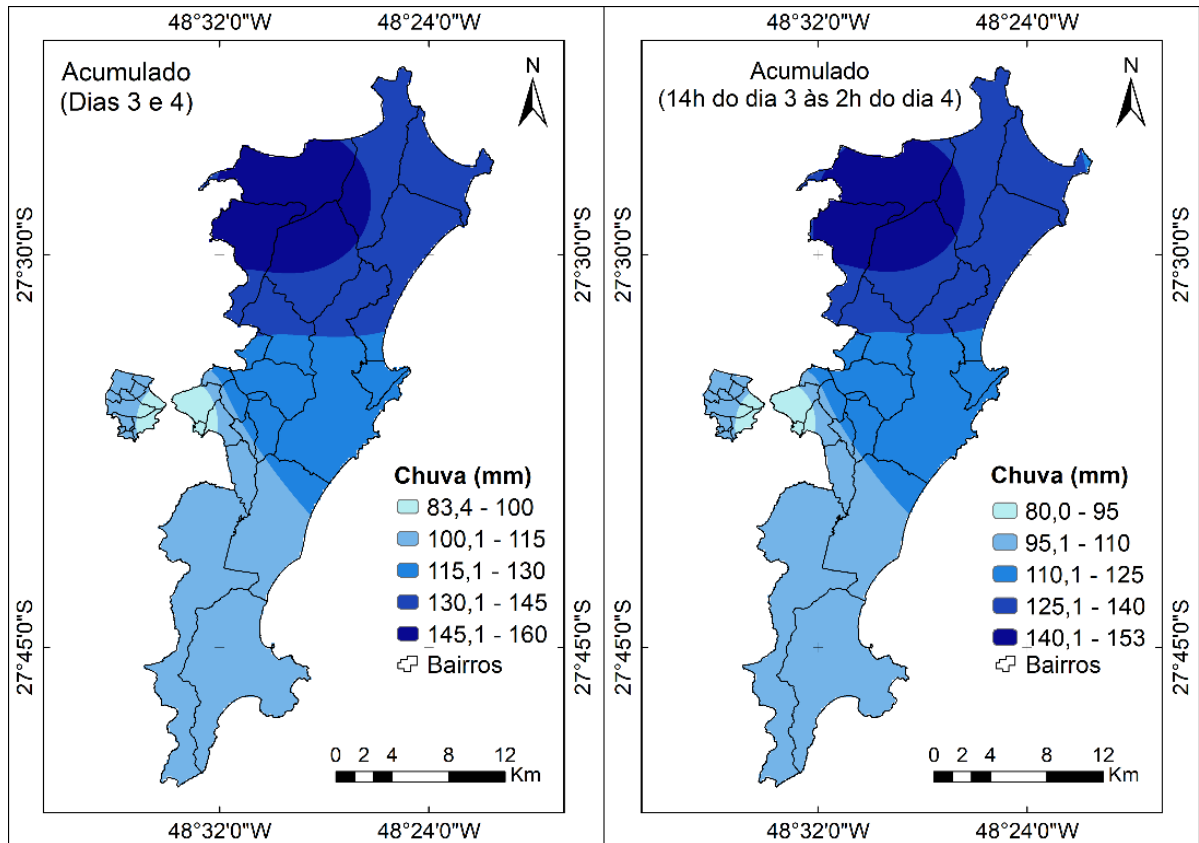 48°32'0"W 48°24'0"W
Acumulado
(Dias 3 e 4)
N
27°30'0"S
27°30'0"S
Chuva (mm)
83,4 - 100
100,1 - 115
115,1 - 130
130,1 - 145
145,1 - 160
Bairros
27°45'0"S
27°45'0"S
0 2 4 8 12
Km
48°32'0"W 48°24'0"W
48°32'0"W 48°24'0"W
Acumulado
(14h do dia 3 às 2h do dia 4)
N
27°30'0"S
27°30'0"S
Chuva (mm)
80,0 - 95
95,1 - 110
110,1 - 125
125,1 - 140
140,1 - 153
Bairros
27°45'0"S
27°45'0"S
0 2 4 8 12
Km
48°32'0"W 48°24'0"W